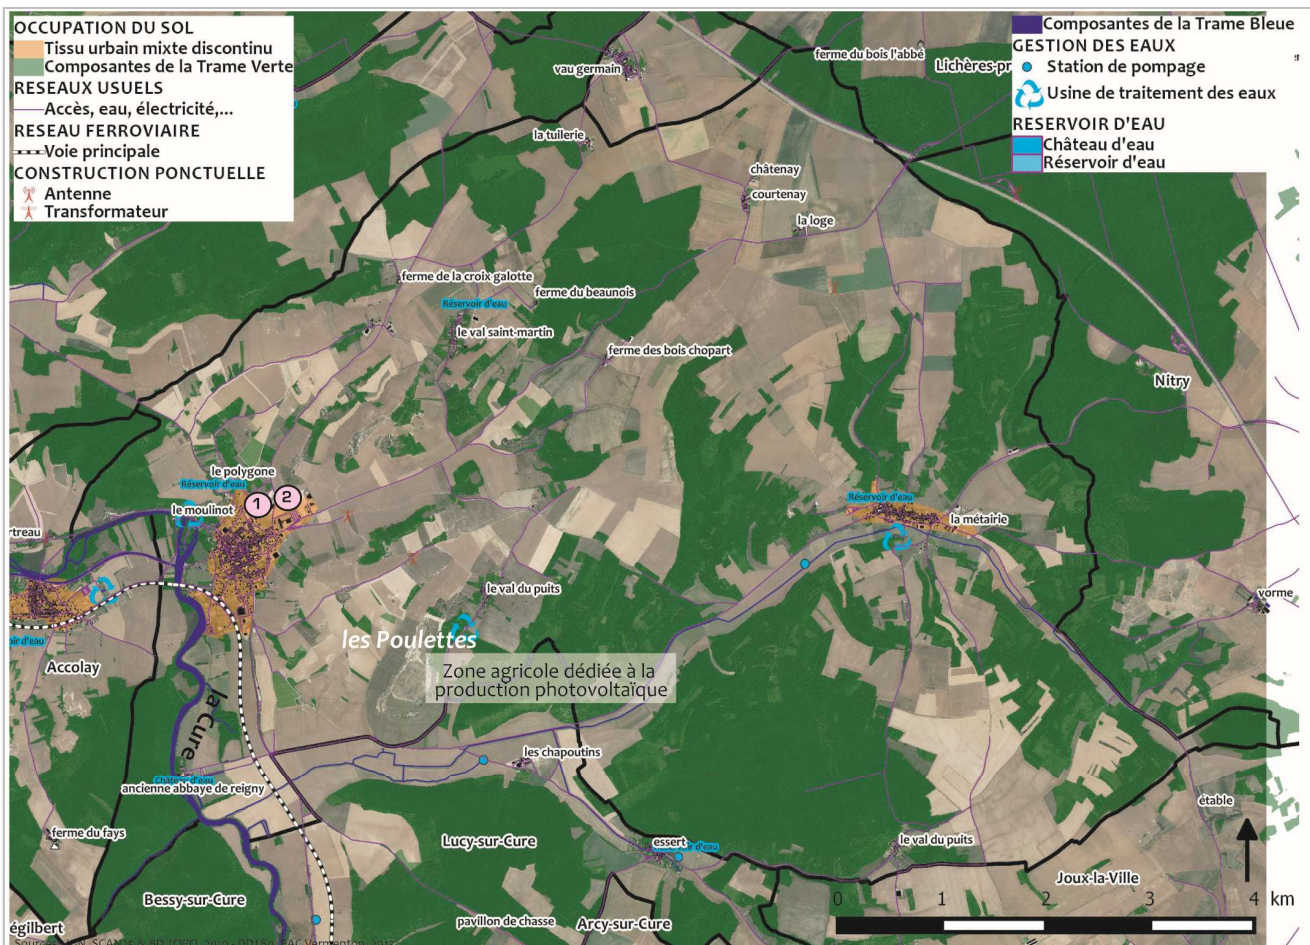 OCCUPATION DU SOL
Tissu urbain mixte discontinu
Composantes de la Trame Verte
RESEAUX USUELS
Accès, eau, électricité,...
RESEAU FERROVIAIRE
Voie principale
CONSTRUCTION PONCTUELLE
Antenne
Transformateur
Composantes de la Trame Bleue
GESTION DES EAUX
Station de pompage
Usine de traitement des eaux
RESERVOIR D'EAU
Château d'eau
Réservoir d'eau
ferme du bois l'abbé
vau germain
la tuilerie
châtenay
courtenay
la loge
ferme de la croix galotte
ferme du beaunois
Réservoir d'eau
le val saint-martin
ferme des bois chopart
Nitry
le polygone
Réservoir d'eau
1
2
le moulinot
Réservoir d'eau
la métairie
le val du puits
vorme
les Poulettes
Accolay
Zone agricole dédiée à la
production photovoltaïque
la Cure
les chapoutins
Château d'eau
ancienne abbaye de reigny
étable
ferme du fays
Lucy-sur-Cure
essert
le val du puits
Joux-la-Ville
Bessy-sur-Cure
pavillon de chasse
Arcy-sur-Cure
0 1 2 3 4 km